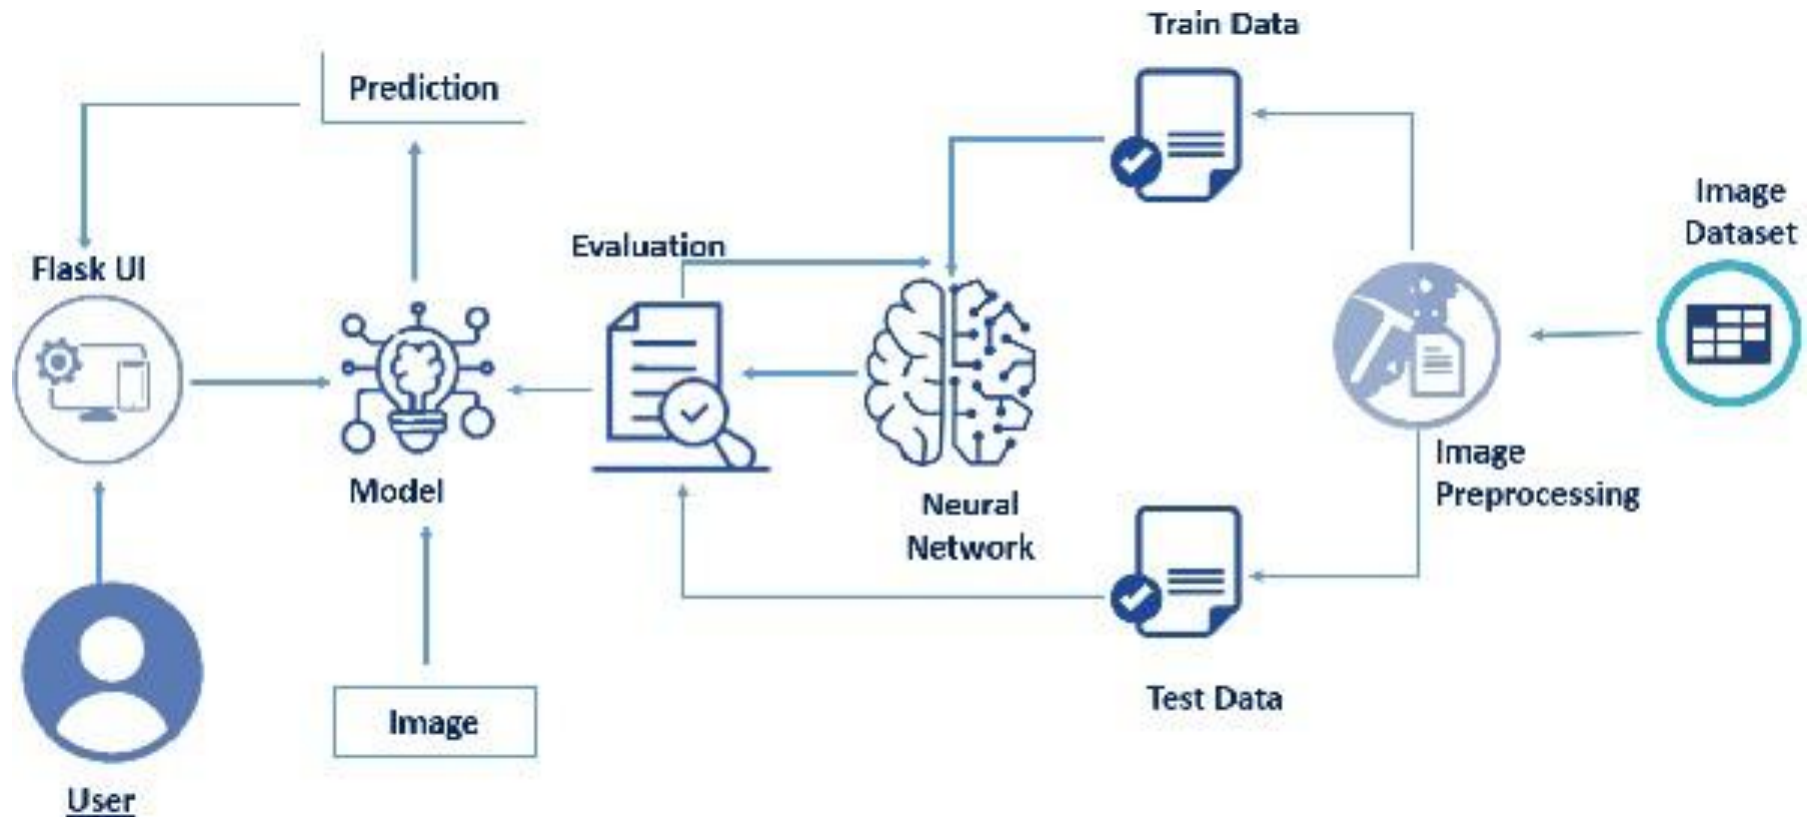 Train Data
Prediction
Image
Dataset
Evaluation
Flask UI
Image
Preprocessing
Model
Neural
Network
Test Data
Image
User